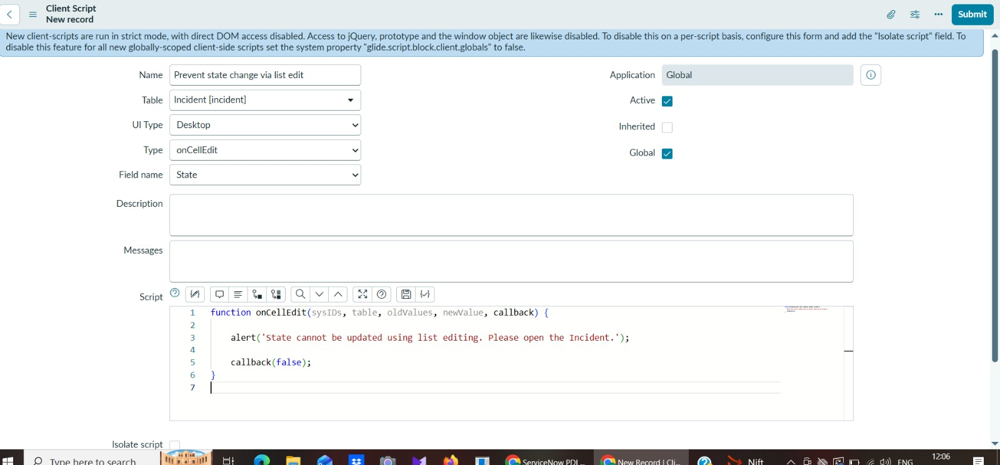 Client Script
New record
Submit
New client-scripts are run in strict mode, with direct DOM access disabled. Access to jQuery, prototype and the window object are likewise disabled. To disable this on a per-script basis, configure this form and add the "Isolate script" field. To
disable this feature for all new globally-scoped client-side scripts set the system property "glide.script.block.client.globals" to false.
Name Prevent state change via list edit
Application Global
Table Incident [incident]
Active
UI Type Desktop
Inherited
Type onCellEdit
Global
Field name State
Description
Messages
Script
1 function onCellEdit(sysIDs, table, oldValues, newValue, callback) {
2
3 alert('State cannot be updated using list editing. Please open the Incident.');
4
5 callback(false);
6 }
7
Isolate script
Type here to search
ServiceNow PDI ...
New Record | Cli...
Nift
ENG
12:06